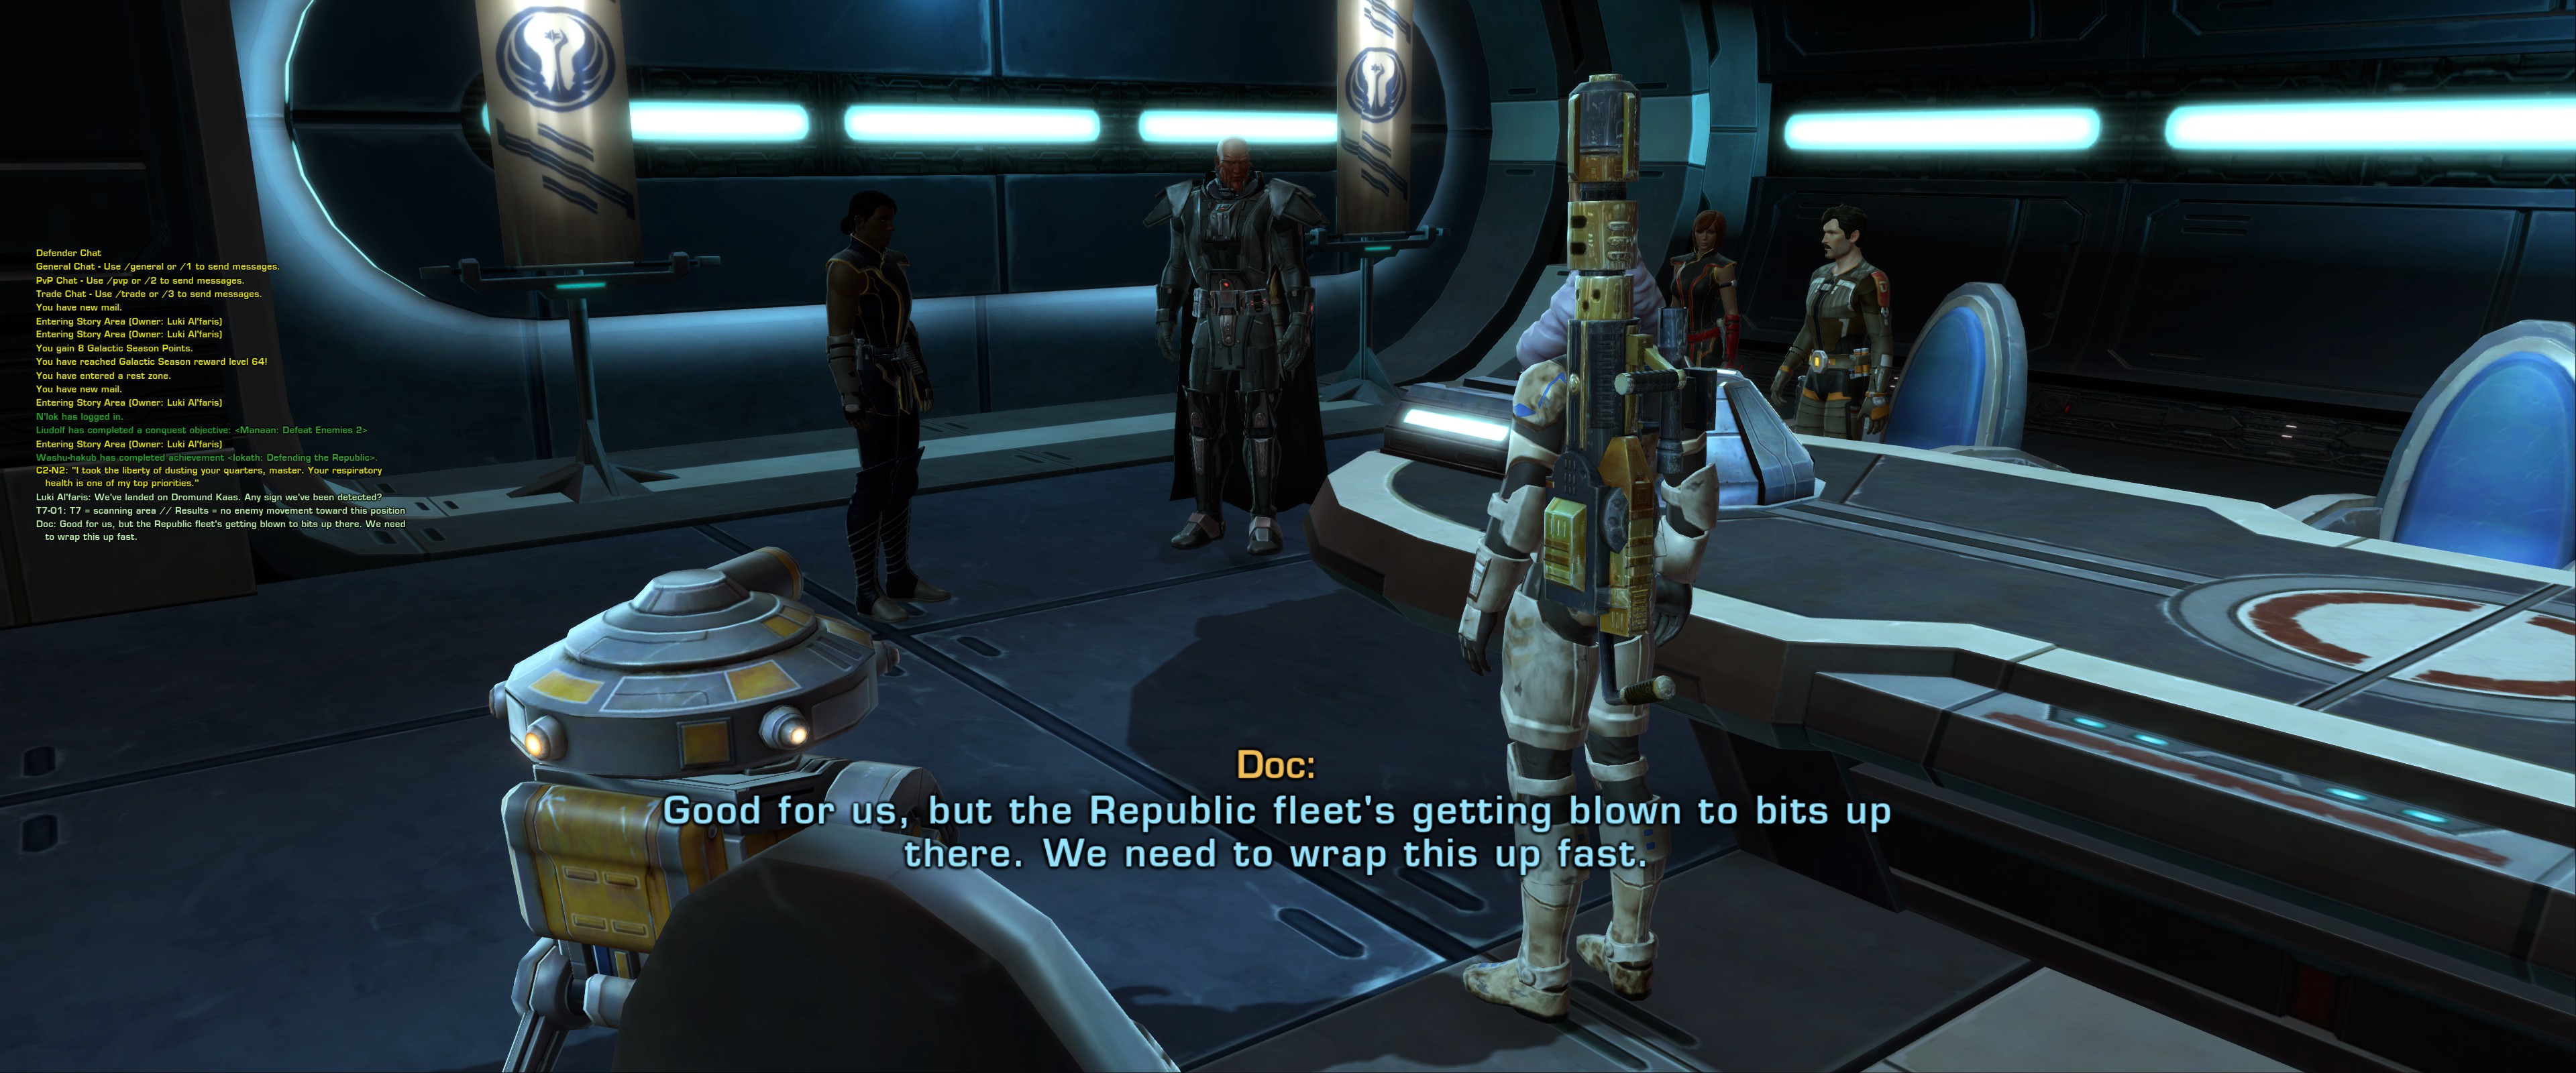 Defender Chat
General Chat - Use /general or /1 to send messages.
PvP Chat - Use /pvp or /2 to send messages.
Trade Chat - Use /trade or /3 to send messages.
You have new mail.
Entering Story Area (Owner: Luki Al'faris)
Entering Story Area (Owner: Luki Al'faris)
You gain 8 Galactic Season Points.
You have reached Galactic Season reward level 64!
You have entered a rest zone.
You have new mail.
Entering Story Area (Owner: Luki Al'faris)
N'lok has logged in.
Liudolf has completed a conquest objective: <Manaan: Defeat Enemies 2>
Entering Story Area (Owner: Luki Al'faris)
Washu-hakub has completed achievement <Iokath: Defending the Republic>.
C2-N2: "I took the liberty of dusting your quarters, master. Your respiratory
health is one of my top priorities."
Luki Al'faris: We've landed on Dromund Kaas. Any sign we've been detected?
T7-01: T7 = scanning area // Results = no enemy movement toward this position
Doc: Good for us, but the Republic fleet's getting blown to bits up there. We need
to wrap this up fast.
Doc:
Good for us, but the Republic fleet's getting blown to bits up
there. We need to wrap this up fast.